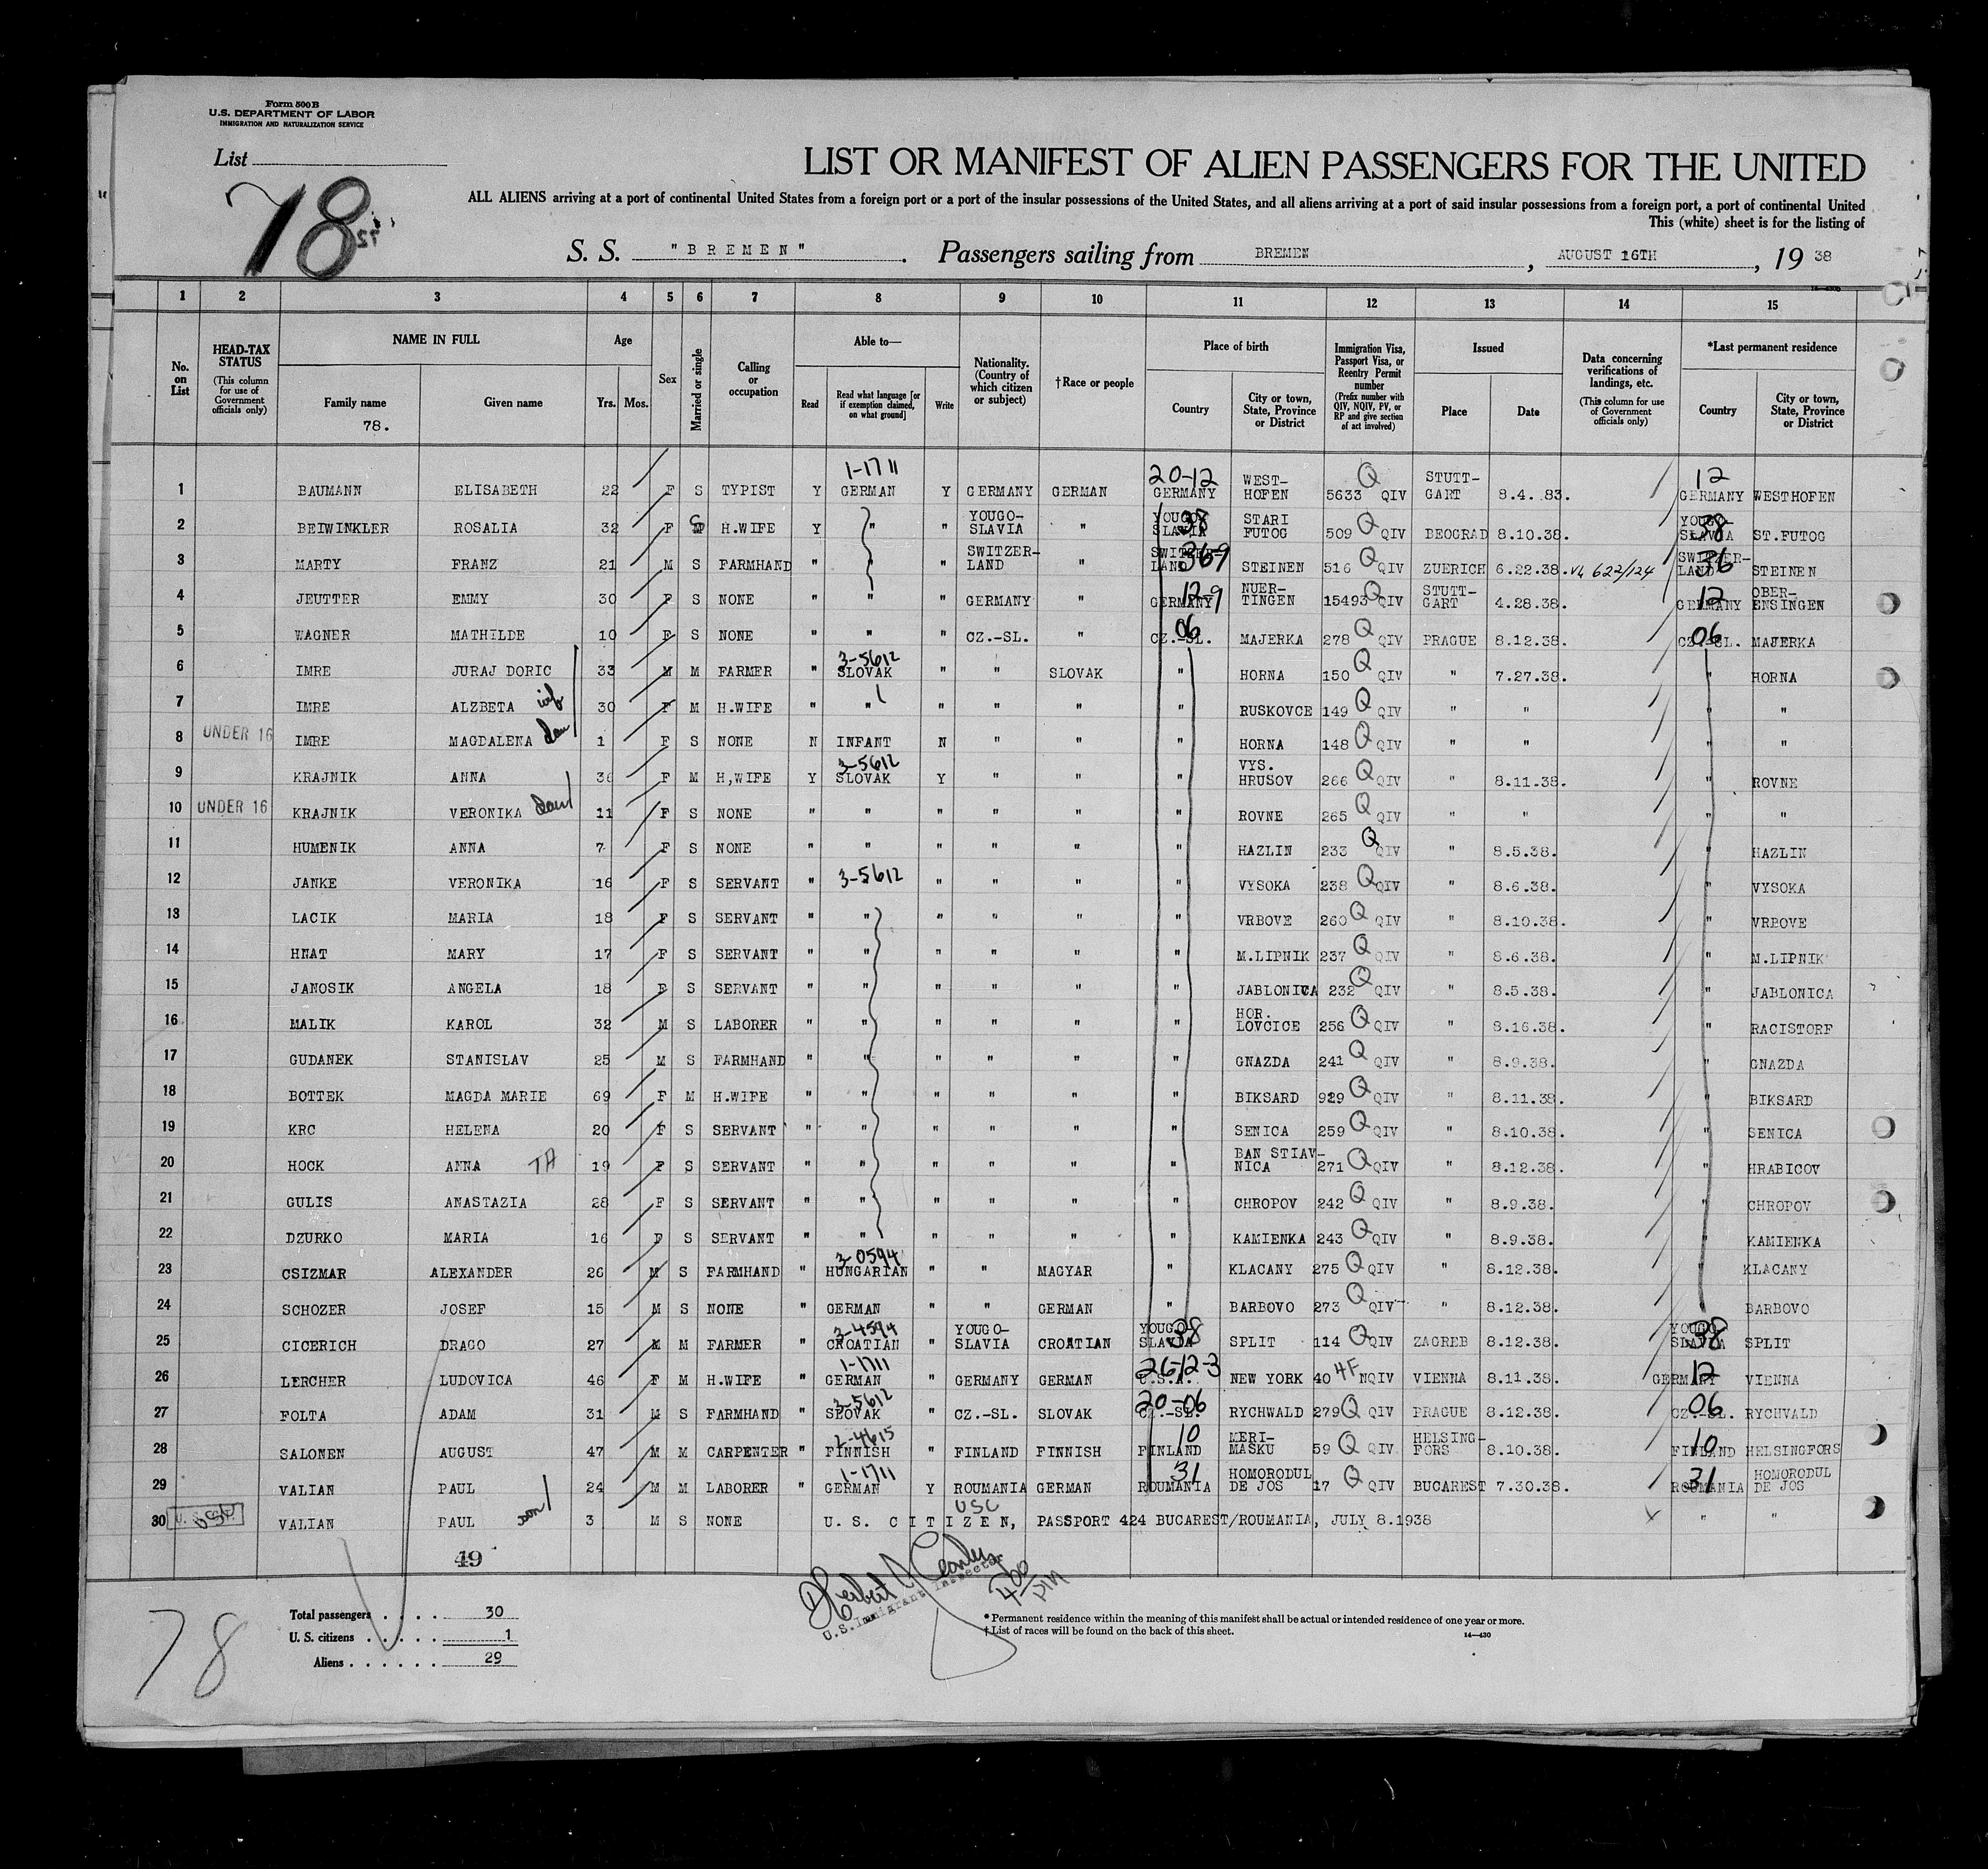 Form 500 B
U.S. DEPARTMENT OF LABOR
IMMIGRATION AND NATURALIZATION SERVICE
List
78
LIST OR MANIFEST OF ALIEN PASSENGERS FOR THE UNITED
ALL ALIENS arriving at a port of continental United States from a foreign port or a port of the insular possessions of the United States, and all aliens arriving at a port of said insular possessions from a foreign port, a port of continental United
This (white) sheet is for the listing of
S. S. "BREMEN". Passengers sailing from BREMEN, AUGUST 16TH, 19 38
1 2 3 4 5 6 7 8 9 10 11 12 13 14 15
No. on List
HEAD-TAX STATUS (This column for use of Government officials only)
NAME IN FULL
Family name
78.
Given name
Age
Yrs. Mos.
Sex
Married or single
Calling or occupation
Able to—
Read
Read what language [or if exemption claimed, on what ground]
Write
Nationality. (Country of which citizen or subject)
†Race or people
Place of birth
Country
City or town, State, Province or District
Immigration Visa, Passport Visa, or Reentry Permit number (Prefix number with QIV, NQIV, PV, or RP and give section of act involved)
Issued
Place
Date
Data concerning verifications of landings, etc. (This column for use of Government officials only)
*Last permanent residence
Country
City or town, State, Province or District
1-1711 20-12 Q 12
1 BAUMANN ELISABETH 22 F S TYPIST Y GERMAN Y GERMANY GERMAN GERMANY WEST-HOFEN 5633 QIV STUTT-GART 8.4. 83. GERMANY WESTHOFEN
2 BEIWINKLER ROSALIA 32 F S H.WIFE Y " " YOUGO-SLAVIA " YOUGO-SLAVIA 38 STARI FUTOG 509 Q QIV BEOGRAD 8.10.38. YOUGO-SLAVIA 38 ST.FUTOG
3 MARTY FRANZ 21 M S FARMHAND " " SWITZER-LAND " SWITZER-LAND 369 STEINEN 516 Q QIV ZUERICH 6.22.38. VL 622/124 SWITZER-LAND 36 STEINEN
4 JEUTTER EMMY 30 F S NONE " " " GERMANY " GERMANY 12-9 NUER-TINGEN 15493 Q QIV STUTT-GART 4.28.38. GERMANY 12 OBER-ENSINGEN
5 WAGNER MATHILDE 10 F S NONE " " " CZ.-SL. " CZ.-SL. 06 MAJERKA 278 Q QIV PRAGUE 8.12.38. CZ.-SL. 06 MAJERKA
6 IMRE JURAJ DORIC 33 M M FARMER " 3-5612 SLOVAK " " SLOVAK " HORNA 150 Q QIV " 7.27.38. " HORNA
7 IMRE ALZBETA wif 30 F M H.WIFE " " " " " " RUSKOVCE 149 Q QIV " " " "
8 UNDER 16 IMRE MAGDALENA dau 1 F S NONE N INFANT N " " " HORNA 148 Q QIV " " " "
9 KRAJNIK ANNA 36 F M H,WIFE Y 3-5612 SLOVAK Y " " " VYS. HRUSOV 266 Q QIV " 8.11.38. ROVNE
10 UNDER 16 KRAJNIK VERONIKA dau 11 F S NONE " " " " " " ROVNE 265 Q QIV " " " "
11 HUMENIK ANNA 7 F S NONE " " " " " " HAZLIN 233 Q QIV " 8.5.38. " HAZLIN
12 JANKE VERONIKA 16 F S SERVANT " 3-5612 " " " " VYSOKA 238 Q QIV " 8.6.38. " VYSOKA
13 LACIK MARIA 18 F S SERVANT " " " " " " VRBOVE 260 Q QIV " 8.10.38. " VRBOVE
14 HNAT MARY 17 F S SERVANT " " " " " " M.LIPNIK 237 Q QIV " 8.6.38. " M.LIPNIK
15 JANOSIK ANGELA 18 F S SERVANT " " " " " " JABLONICA 232 Q QIV " 8.5.38. " JABLONICA
16 MALIK KAROL 32 M S LABORER " " " " " " HOR. LOVCICE 256 Q QIV " 8.16.38. " RACISTORF
17 GUDANEK STANISLAV 25 M S FARMHAND " " " " " " GNAZDA 241 Q QIV " 8.9.38. " GNAZDA
18 BOTTEK MAGDA MARIE 69 F M H.WIFE " " " " " " BIKSARD 929 Q QIV " 8.11.38. " BIKSARD
19 KRC HELENA 20 F S SERVANT " " " " " " SENICA 259 Q QIV " 8.10.38. " SENICA
20 HOCK ANNA TA 19 F S SERVANT " " " " " " BAN STIAV-NICA 271 Q QIV " 8.12.38. " HRABICOV
21 GULIS ANASTAZIA 28 F S SERVANT " " " " " " CHROPOV 242 Q QIV " 8.9.38. " CHROPOV
22 DZURKO MARIA 16 F S SERVANT " " " " " " KAMIENKA 243 Q QIV " 8.9.38. " KAMIENKA
23 CSIZMAR ALEXANDER 26 M S FARMHAND " 3-0594 HUNGARIAN " " MAGYAR " KLACANY 275 Q QIV " 8.12.38. " KLACANY
24 SCHOZER JOSEF 15 M S NONE " GERMAN " " GERMAN " BARBOVO 273 Q QIV " 8.12.38. " BARBOVO
25 CICERICH DRAGO 27 M M FARMER " 3-4594 CROATIAN " YOUGO-SLAVIA CROATIAN YOUGO-SLAVIA 38 SPLIT 114 Q QIV ZAGREB 8.12.38. YOUGO-SLAVIA 38 SPLIT
26 LERCHER LUDOVICA 46 F M H.WIFE " 1-1711 GERMAN " GERMANY GERMAN 26-12-3 U.S.A. NEW YORK 40 4F NQIV VIENNA 8.11.38. GERMANY 12 VIENNA
27 FOLTA ADAM 31 M S FARMHAND " 3-5612 SLOVAK " CZ.-SL. SLOVAK 20-06 CZ.-SL. RYCHWALD 279 Q QIV PRAGUE 8.12.38. CZ.-SL. 06 RYCHVALD
28 SALONEN AUGUST 47 M M CARPENTER " 2-4615 FINNISH " FINLAND FINNISH FINLAND 10 MERI-MASKU 59 Q QIV HELSING-FORS 8.10.38. FINLAND 10 HELSINGFORS
29 VALIAN PAUL 24 M M LABORER " 1-1711 GERMAN Y ROUMANIA GERMAN ROUMANIA 31 HOMORODUL DE JOS 17 Q QIV BUCAREST 7.30.38. ROUMANIA 31 HOMORODUL DE JOS
30 VALIAN PAUL son 3 M S NONE USC U. S. CITIZEN, PASSPORT 424 BUCAREST/ROUMANIA, JULY 8.1938 " "
49
Total passengers . . . . 30
U. S. citizens . . . . . 1
Aliens . . . . . . 29
78
U.S. Immigrant Inspector
* Permanent residence within the meaning of this manifest shall be actual or intended residence of one year or more.
† List of races will be found on the back of this sheet.
14—430